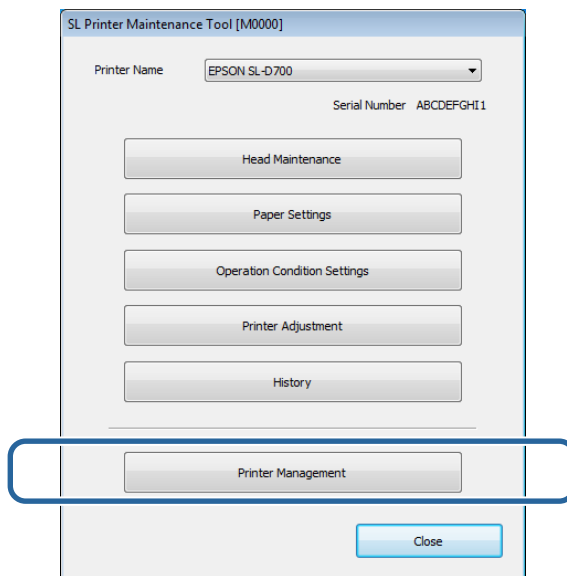 SL Printer Maintenance Tool [M0000]
Printer Name EPSON SL-D700
Serial Number ABCDEFGHI1
Head Maintenance
Paper Settings
Operation Condition Settings
Printer Adjustment
History
Printer Management
Close